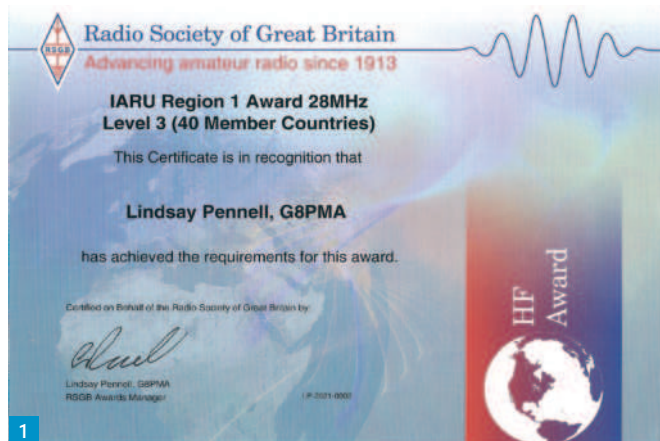 RSGB
Radio Society of Great Britain
Advancing amateur radio since 1913
IARU Region 1 Award 28MHz
Level 3 (40 Member Countries)
This Certificate is in recognition that
Lindsay Pennell, G8PMA
has achieved the requirements for this award.
Certified on Behalf of the Radio Society of Great Britain by:
Lindsay Pennell, G8PMA
RSGB Awards Manager
LP-2021-0002
HF
Award
1